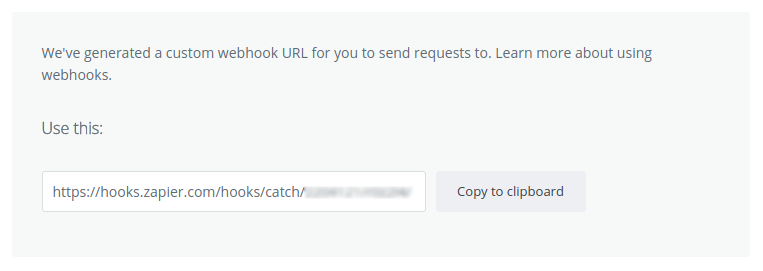 We've generated a custom webhook URL for you to send requests to. Learn more about using
webhooks.
Use this:
https://hooks.zapier.com/hooks/catch/
Copy to clipboard